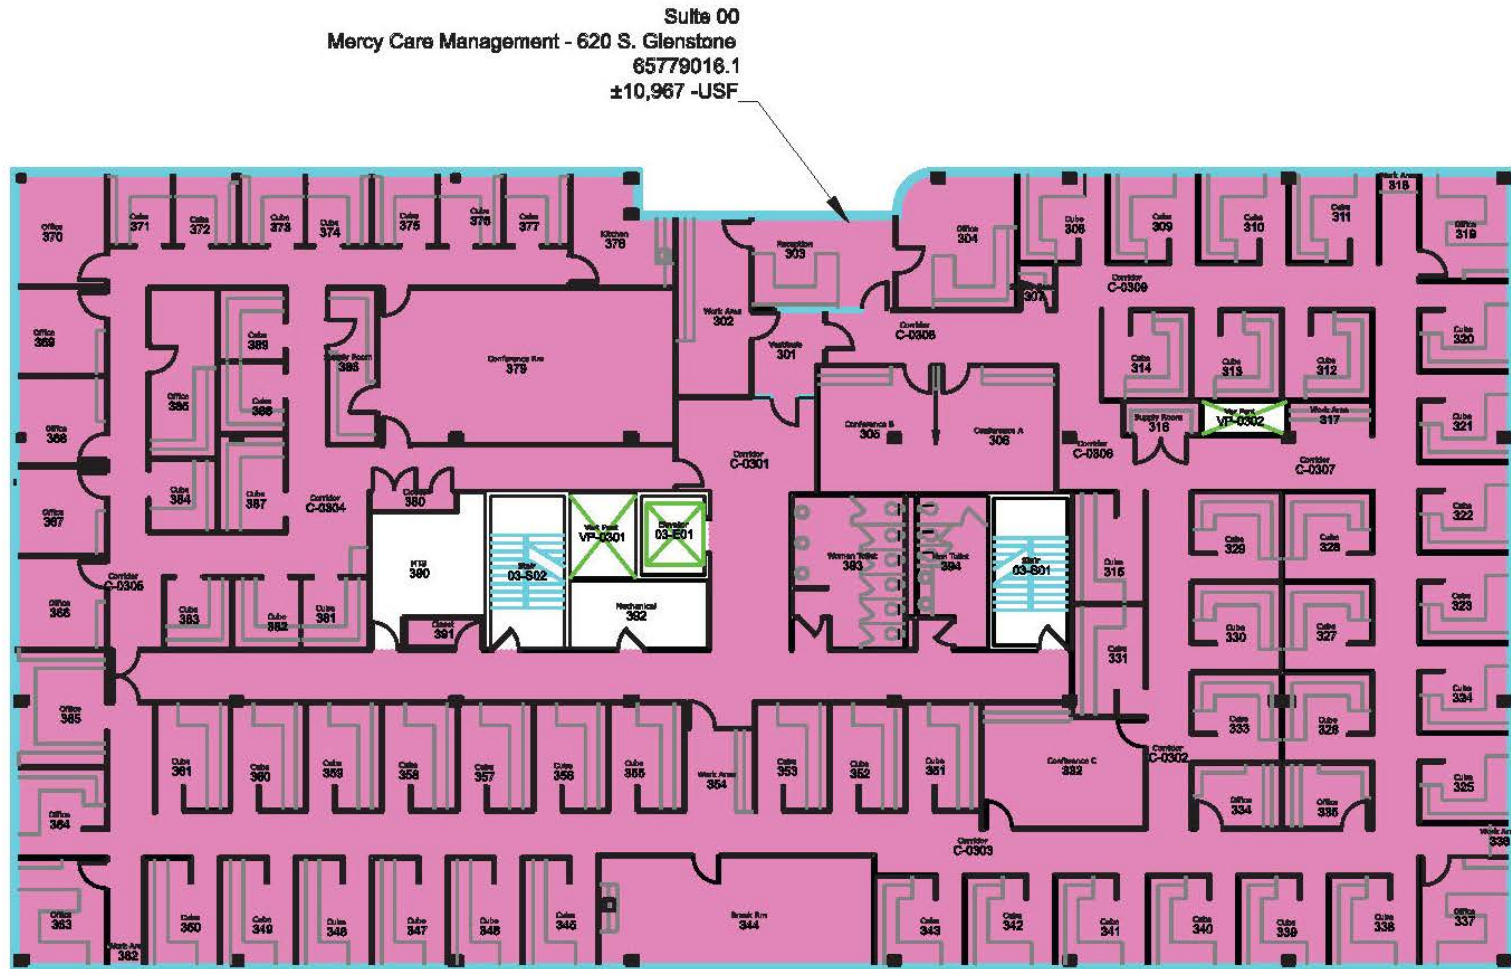 Suite 00
Mercy Care Management - 620 S. Glenstone
65779016.1
±10,967 -USF
Office
370
Cube
371
Cube
372
Cube
373
Cube
374
Cube
375
Cube
376
Cube
377
Kitchen
378
Reception
303
Office
304
Cube
308
Cube
309
Cube
310
Cube
311
Work Area
318
Office
319
307
Corridor
C-0309
Office
369
Office
385
Cube
389
Cube
386
Supply Room
388
Conference Rm
379
Work Area
302
Vestibule
301
Corridor
C-0308
Cube
314
Cube
313
Cube
312
Cube
320
Office
368
Conference B
305
Conference A
306
Supply Room
316
Ver Pent
VP-0302
Work Area
317
Cube
321
Corridor
C-0301
Corridor
C-0306
Corridor
C-0307
Office
367
Cube
384
Cube
387
Corridor
C-0304
Closet
380
Vert Pent
VP-0301
Elevator
03-E01
Stair
03-S02
390
Women Toilet
393
Men Toilet
394
Stair
03-S01
Cube
315
Cube
329
Cube
328
Cube
322
Corridor
C-0305
Office
366
Cube
383
Cube
382
Cube
381
Closet
391
Mechanical
392
Cube
331
Cube
330
Cube
327
Cube
323
Office
365
Cube
333
Cube
326
Cube
324
Cube
361
Cube
360
Cube
359
Cube
358
Cube
357
Cube
356
Cube
355
Work Area
354
Cube
353
Cube
352
Cube
351
Conference C
332
Corridor
C-0302
Office
334
Office
335
Cube
325
Office
364
Corridor
C-0303
Work Ar
336
Office
363
Work Area
362
Cube
350
Cube
349
Cube
348
Cube
347
Cube
346
Cube
345
Break Rm
344
Cube
343
Cube
342
Cube
341
Cube
340
Cube
339
Cube
338
Office
337